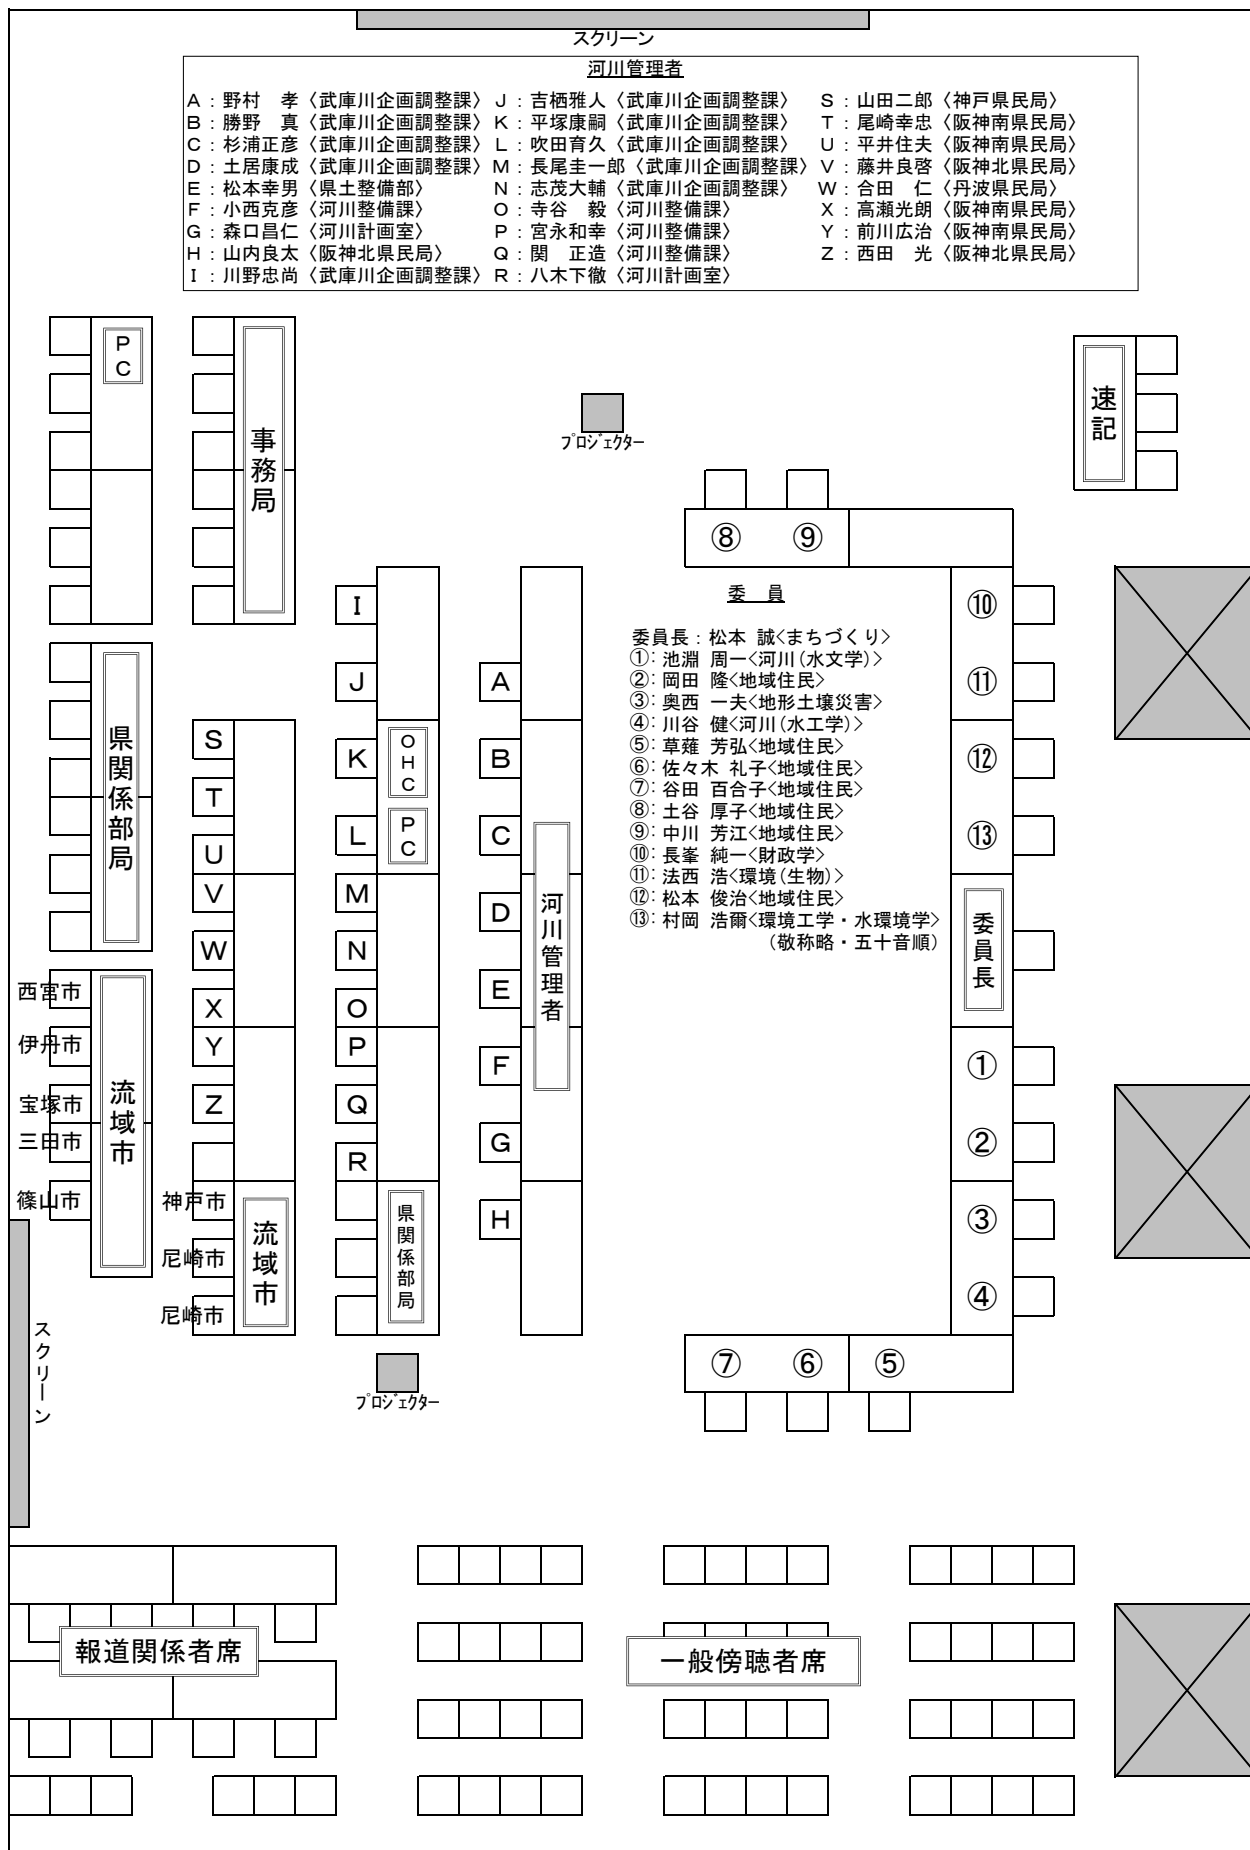 スクリーン
河川管理者
A：野村　孝〈武庫川企画調整課〉 J：吉栖雅人〈武庫川企画調整課〉 S：山田二郎〈神戸県民局〉
B：勝野　真〈武庫川企画調整課〉 K：平塚康嗣〈武庫川企画調整課〉 T：尾崎幸忠〈阪神南県民局〉
C：杉浦正彦〈武庫川企画調整課〉 L：吹田育久〈武庫川企画調整課〉 U：平井住夫〈阪神南県民局〉
D：土居康成〈武庫川企画調整課〉 M：長尾圭一郎〈武庫川企画調整課〉 V：藤井良啓〈阪神北県民局〉
E：松本幸男〈県土整備部〉 N：志茂大輔〈武庫川企画調整課〉 W：合田　仁〈丹波県民局〉
F：小西克彦〈河川整備課〉 O：寺谷　毅〈河川整備課〉 X：高瀬光朗〈阪神南県民局〉
G：森口昌仁〈河川計画室〉 P：宮永和幸〈河川整備課〉 Y：前川広治〈阪神南県民局〉
H：山内良太〈阪神北県民局〉 Q：関　正造〈河川整備課〉 Z：西田　光〈阪神北県民局〉
I：川野忠尚〈武庫川企画調整課〉 R：八木下徹〈河川計画室〉
PC
事務局
プロジェクター
速記
⑧ ⑨
委　員
委員長：松本 誠<まちづくり>
①：池淵 周一<河川(水文学)>
②：岡田 隆<地域住民>
③：奥西 一夫<地形土壌災害>
④：川谷 健<河川(水工学)>
⑤：草薙 芳弘<地域住民>
⑥：佐々木 礼子<地域住民>
⑦：谷田 百合子<地域住民>
⑧：土谷 厚子<地域住民>
⑨：中川 芳江<地域住民>
⑩：長峯 純一<財政学>
⑪：法西 浩<環境(生物)>
⑫：松本 俊治<地域住民>
⑬：村岡 浩爾<環境工学・水環境学>
(敬称略・五十音順)
⑩
⑪
⑫
⑬
委員長
①
②
③
④
⑦ ⑥ ⑤
I
J
K
L
M
N
O
P
Q
R
OHC
PC
県関係部局
A
B
C
D
E
F
G
H
河川管理者
県関係部局
S
T
U
V
W
X
Y
Z
西宮市
伊丹市
宝塚市
三田市
篠山市
流域市
神戸市
尼崎市
尼崎市
流域市
スクリーン
プロジェクター
報道関係者席
一般傍聴者席